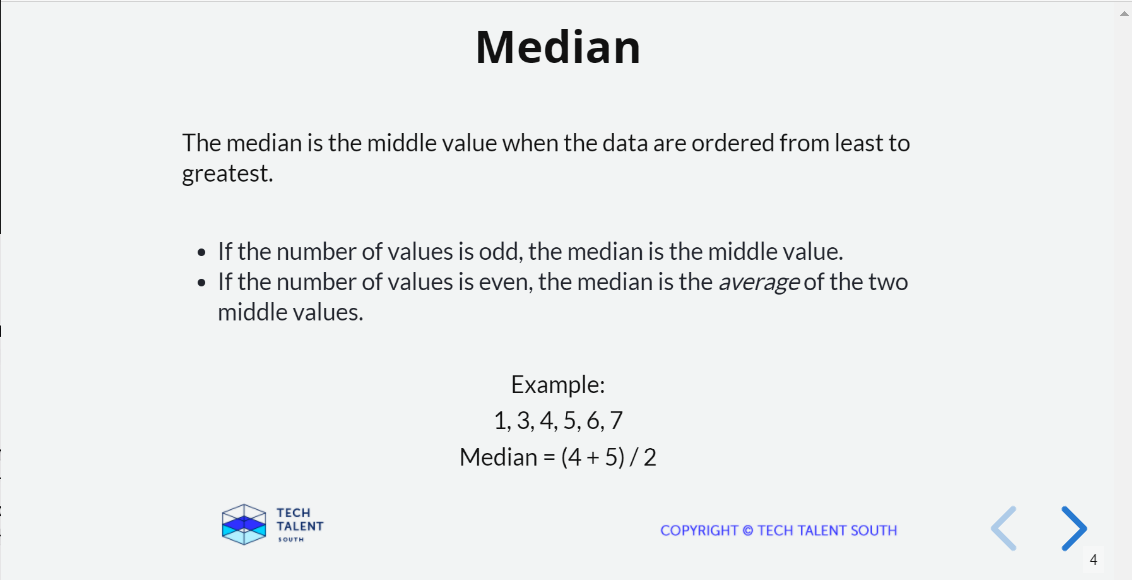 Median
The median is the middle value when the data are ordered from least to
greatest.
• If the number of values is odd, the median is the middle value.
• If the number of values is even, the median is the average of the two
middle values.
Example:
1, 3, 4, 5, 6, 7
Median = (4 + 5) / 2
TECH
TALENT
SOUTH
COPYRIGHT © TECH TALENT SOUTH
4